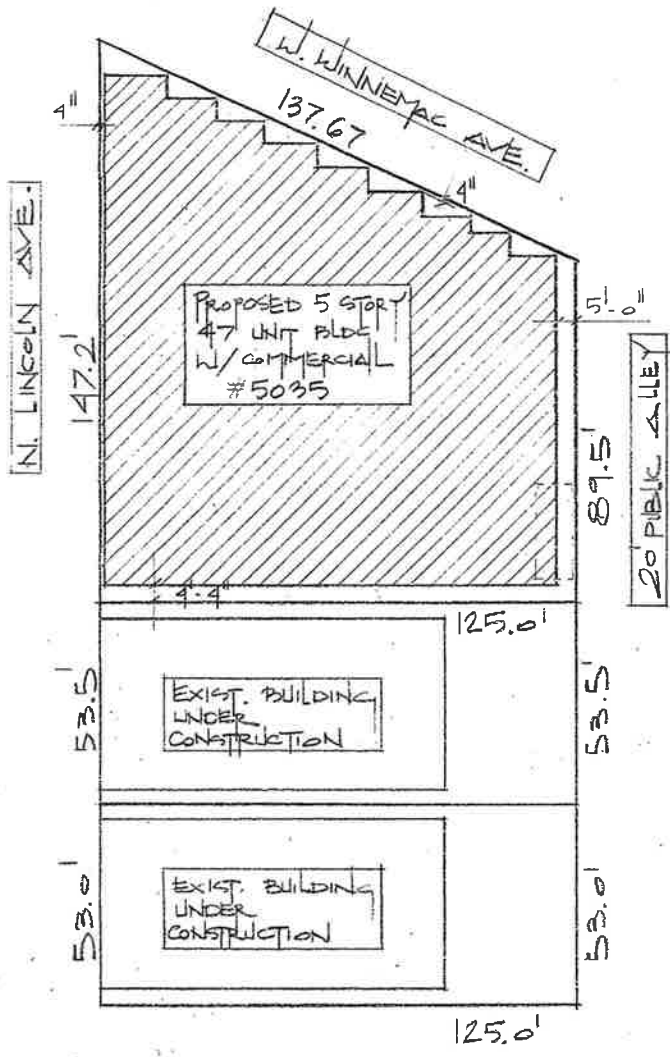 W. WINNEMAC AVE.
137.67
4"
4"
N. LINCOLN AVE.
147.2'
PROPOSED 5 STORY
47 UNIT BLDG
W/ COMMERCIAL
#5035
5'-0"
89.5'
20' PUBLIC ALLEY
4'-4"
125.0'
53.5'
EXIST. BUILDING
UNDER
CONSTRUCTION
53.5'
53.0'
EXIST. BUILDING
UNDER
CONSTRUCTION
53.0'
125.0'